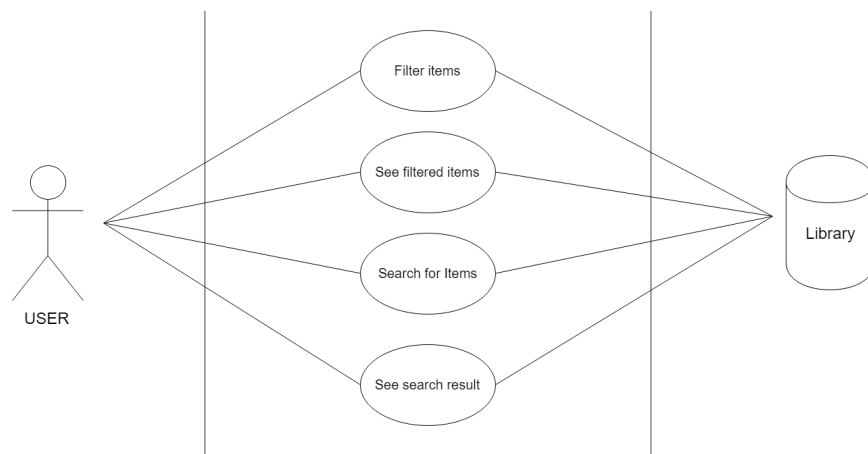 Filter items
See filtered items
Search for Items
See search result
USER
Library